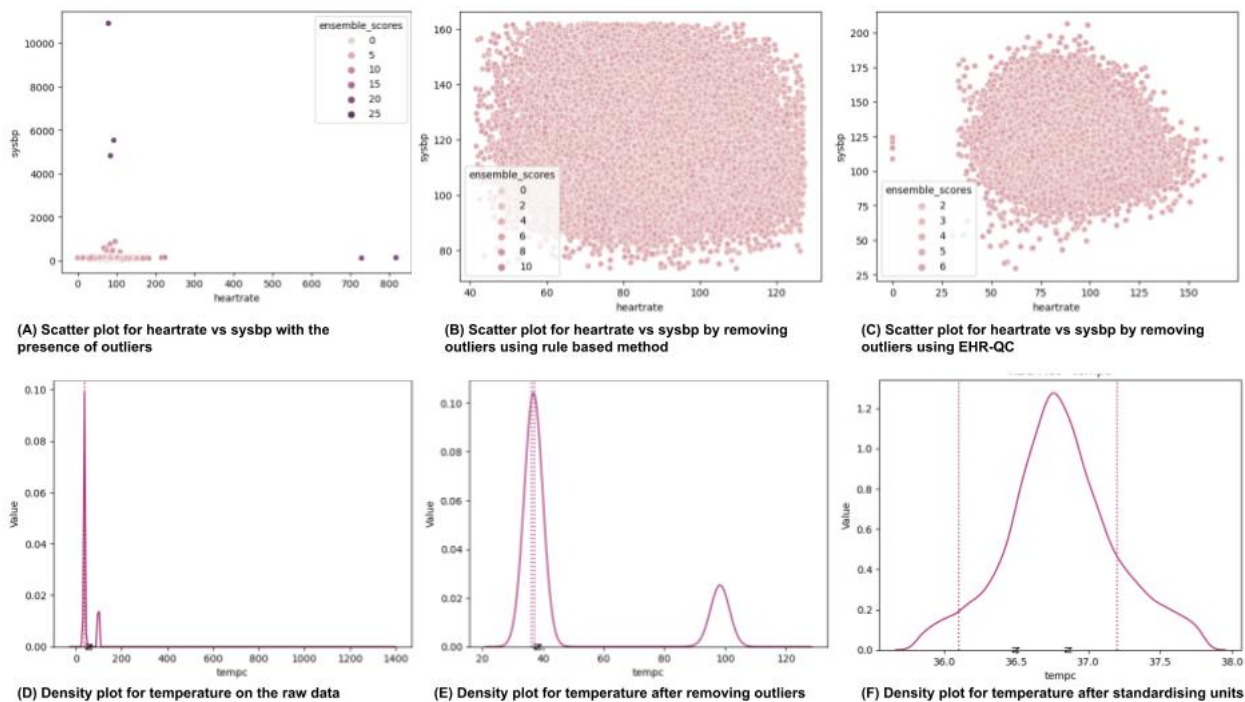 10000
8000
6000
4000
2000
0
sysbp
0 100 200 300 400 500 600 700 800
heartrate
ensemble_scores
0
5
10
15
20
25
160
140
120
100
80
sysbp
40 60 80 100 120
heartrate
ensemble_scores
0
2
4
6
8
10
200
175
150
125
100
75
50
25
sysbp
0 25 50 75 100 125 150
heartrate
ensemble_scores
2
3
4
5
6
(A) Scatter plot for heartrate vs sysbp with the
presence of outliers
(B) Scatter plot for heartrate vs sysbp by removing
outliers using rule based method
(C) Scatter plot for heartrate vs sysbp by removing
outliers using EHR-QC
0.10
0.08
0.06
0.04
0.02
0.00
Value
0 200 400 600 800 1000 1200 1400
tempc
0.10
0.08
0.06
0.04
0.02
0.00
Value
20 40 60 80 100 120
tempc
1.2
1.0
0.8
0.6
0.4
0.2
0.0
Value
36.0 36.5 37.0 37.5 38.0
tempc
(D) Density plot for temperature on the raw data
(E) Density plot for temperature after removing outliers
(F) Density plot for temperature after standardising units